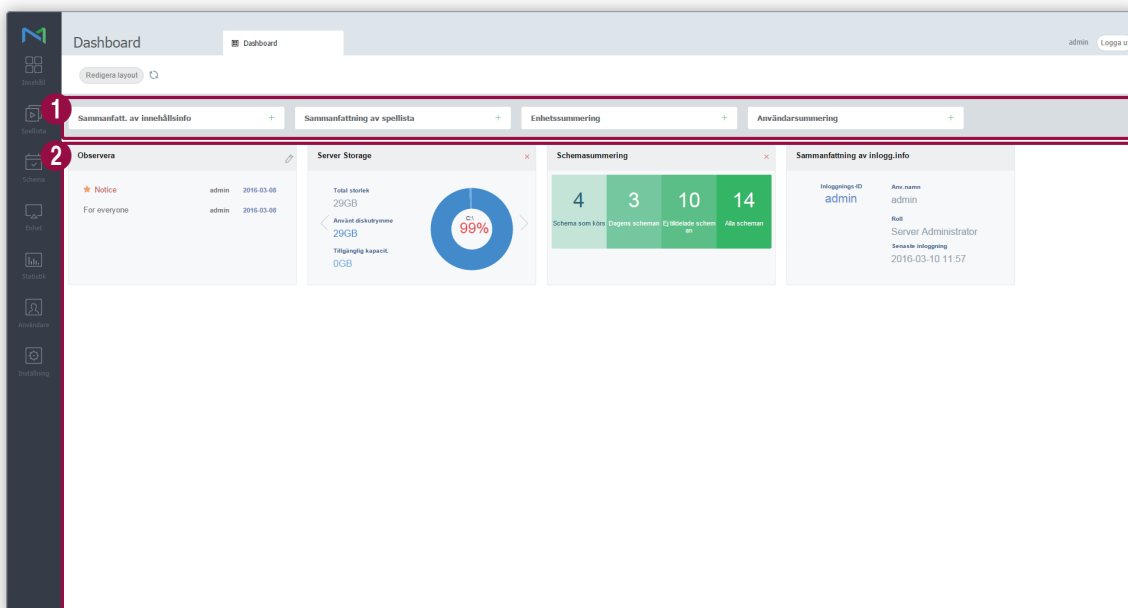 Dashboard
Dashboard
admin
Logga ut
Redigera layout
Innehåll
Spellista
Schema
Enhet
Statistik
Användare
Inställning
1
Sammanfatt. av innehållsinfo +
Sammanfattning av spellista +
Enhetssummering +
Användarsummering +
2
Observera
Notice admin 2016-03-08
For everyone admin 2016-03-08
Server Storage ×
Total storlek
29GB
Använt diskutrymme
29GB
Tillgänglig kapacit.
0GB
C:\
99%
Schemasummering ×
4 3 10 14
Schema som körs Dagens scheman Ej tilldelade schem Alla scheman
an
Sammanfattning av inlogg.info
Inloggnings-ID
admin
Anv.namn
admin
Roll
Server Administrator
Senaste inloggning
2016-03-10 11:57